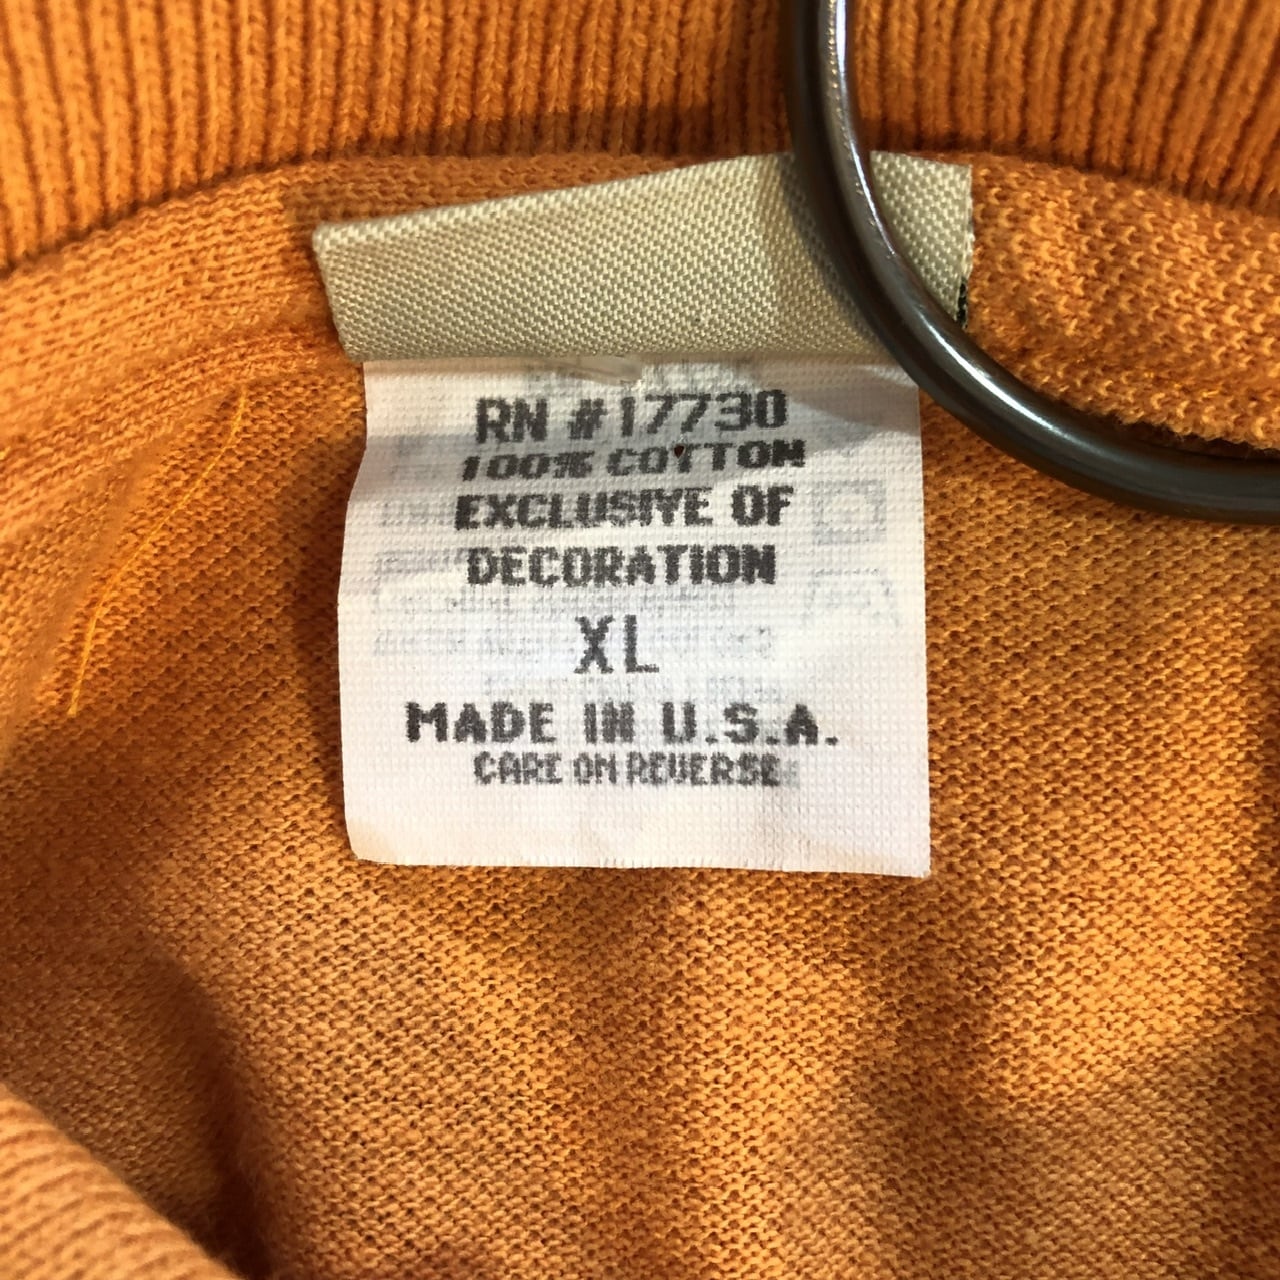 RN #17730
100% COTTON
EXCLUSIVE OF
DECORATION
XL
MADE IN U.S.A.
CARE ON REVERSE